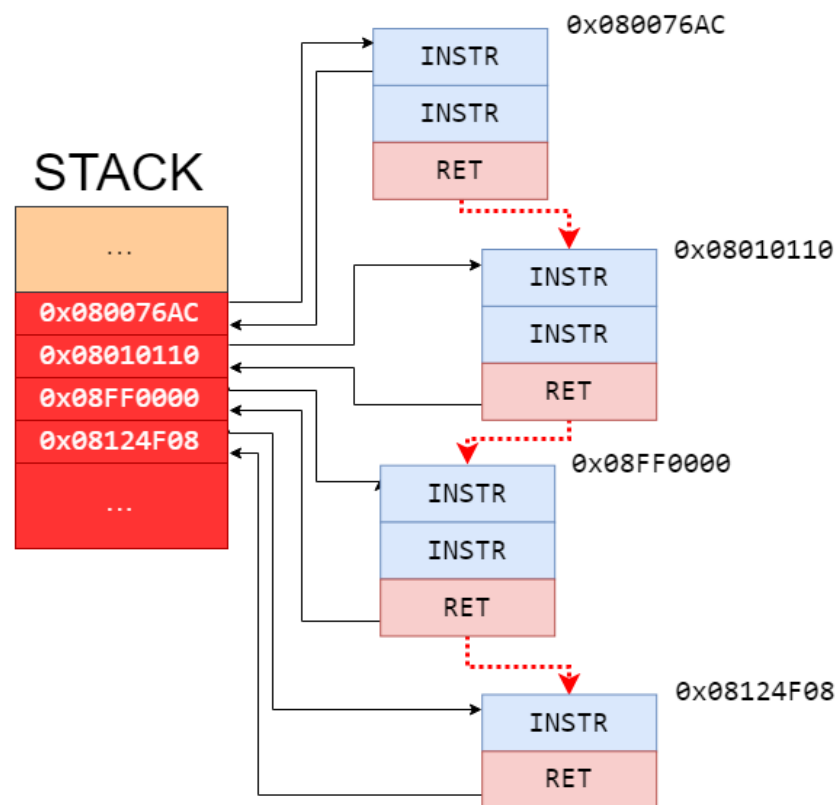 0x080076AC
INSTR
INSTR
RET
STACK
...
0x080076AC
0x08010110
0x08FF0000
0x08124F08
...
0x08010110
INSTR
INSTR
RET
0x08FF0000
INSTR
INSTR
RET
0x08124F08
INSTR
RET